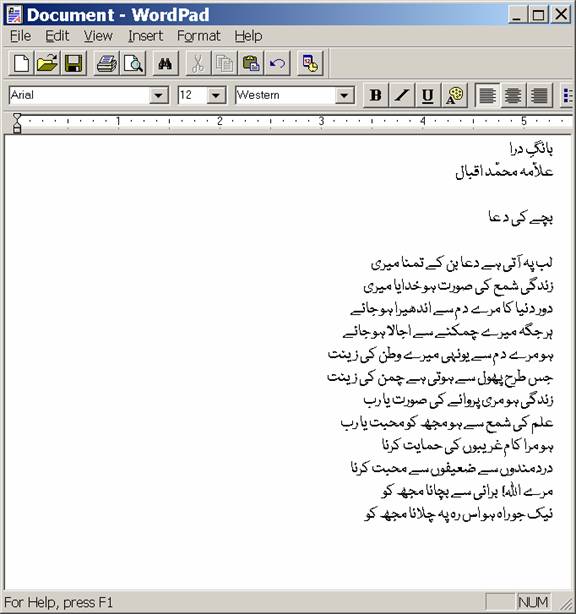 Document - WordPad
File Edit View Insert Format Help
Arial 12 Western B I U
1 2 3 4 5
بانگِ درا
علاّمہ محمّد اقبال
بچے کی دعا
لب پہ آتی ہے دعا بن کے تمنا میری
زندگی شمع کی صورت ہو خدایا میری
دور دنیا کا مرے دم سے اندھیرا ہو جائے
ہر جگہ میرے چمکنے سے اجالا ہو جائے
ہو مرے دم سے یونہی میرے وطن کی زینت
جس طرح پھول سے ہوتی ہے چمن کی زینت
زندگی ہو مری پروانے کی صورت یا رب
علم کی شمع سے ہو مجھ کو محبت یا رب
ہو مرا کام غریبوں کی حمایت کرنا
دردمندوں سے ضعیفوں سے محبت کرنا
مرے اللہ! برائی سے بچانا مجھ کو
نیک جو راہ ہو اس رہ پہ چلانا مجھ کو
For Help, press F1 NUM